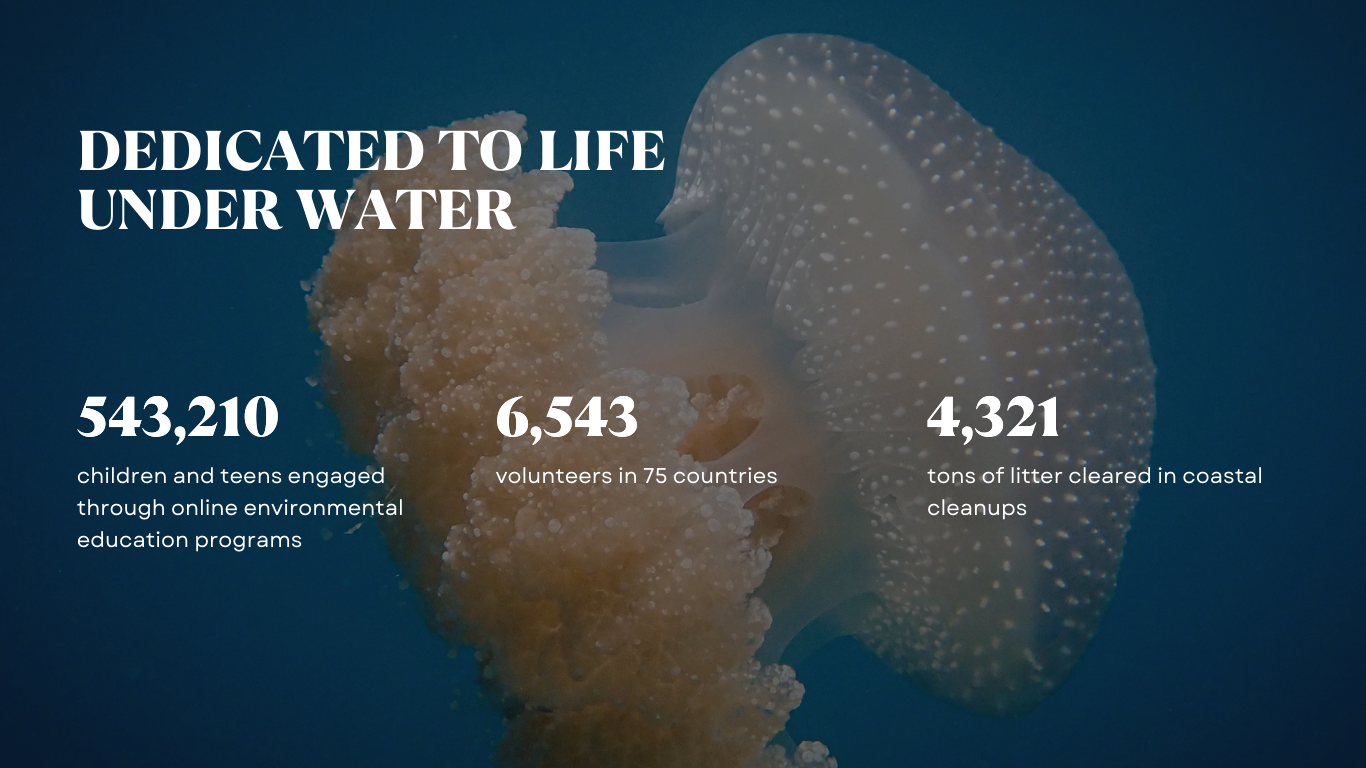 DEDICATED TO LIFE
UNDER WATER
543,210
children and teens engaged
through online environmental
education programs
6,543
volunteers in 75 countries
4,321
tons of litter cleared in coastal
cleanups